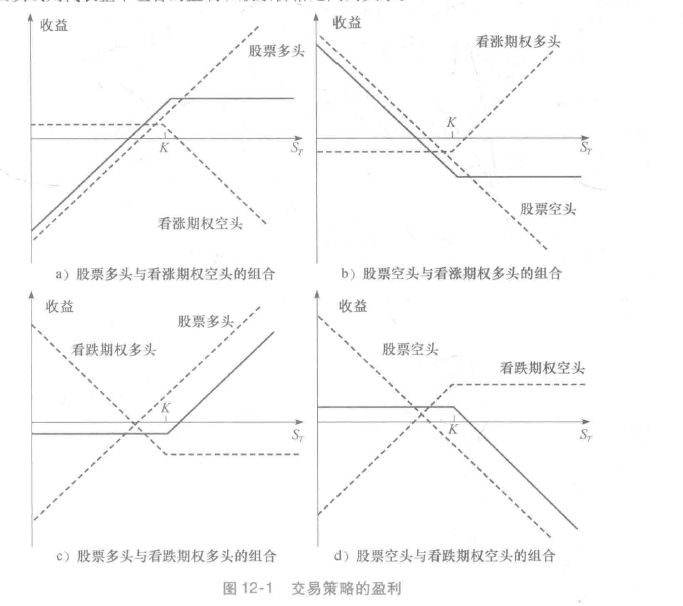 收益
股票多头
K
S_T
看涨期权空头
a）股票多头与看涨期权空头的组合
收益
看涨期权多头
K
S_T
股票空头
b）股票空头与看涨期权多头的组合
收益
股票多头
看跌期权多头
K
S_T
c）股票多头与看跌期权多头的组合
收益
股票空头
看跌期权空头
K
S_T
d）股票空头与看跌期权空头的组合
图 12-1 交易策略的盈利